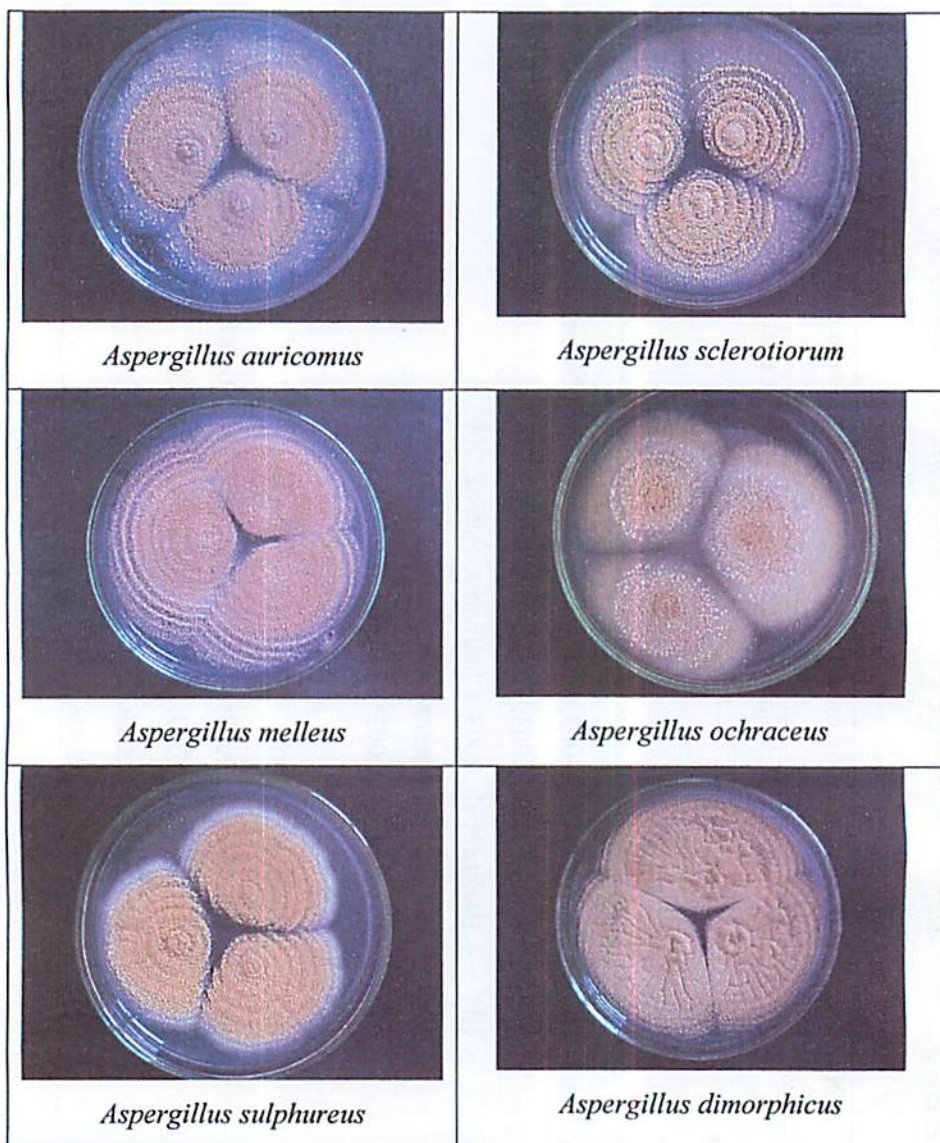 Aspergillus auricomus
Aspergillus sclerotiorum
Aspergillus melleus
Aspergillus ochraceus
Aspergillus sulphureus
Aspergillus dimorphicus